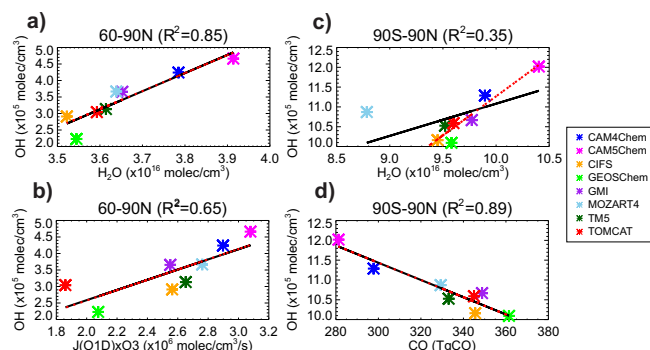 a) 60-90N (R²=0.85)
OH (x10⁵ molec/cm³)
5.0
4.5
4.0
3.5
3.0
2.5
2.0
3.5 3.6 3.7 3.8 3.9 4.0
H₂O (x10¹⁶ molec/cm³)
c) 90S-90N (R²=0.35)
OH (x10⁵ molec/cm³)
12.5
12.0
11.5
11.0
10.5
10.0
8.5 9.0 9.5 10.0 10.5
H₂O (x10¹⁶ molec/cm³)
CAM4Chem
CAM5Chem
CIFS
GEOSChem
GMI
MOZART4
TM5
TOMCAT
b) 60-90N (R²=0.65)
OH (x10⁵ molec/cm³)
5.0
4.5
4.0
3.5
3.0
2.5
2.0
1.8 2.0 2.2 2.4 2.6 2.8 3.0 3.2
J(O1D)xO3 (x10⁶ molec/cm³/s)
d) 90S-90N (R²=0.89)
OH (x10⁵ molec/cm³)
12.5
12.0
11.5
11.0
10.5
10.0
280 300 320 340 360 380
CO (TgCO)